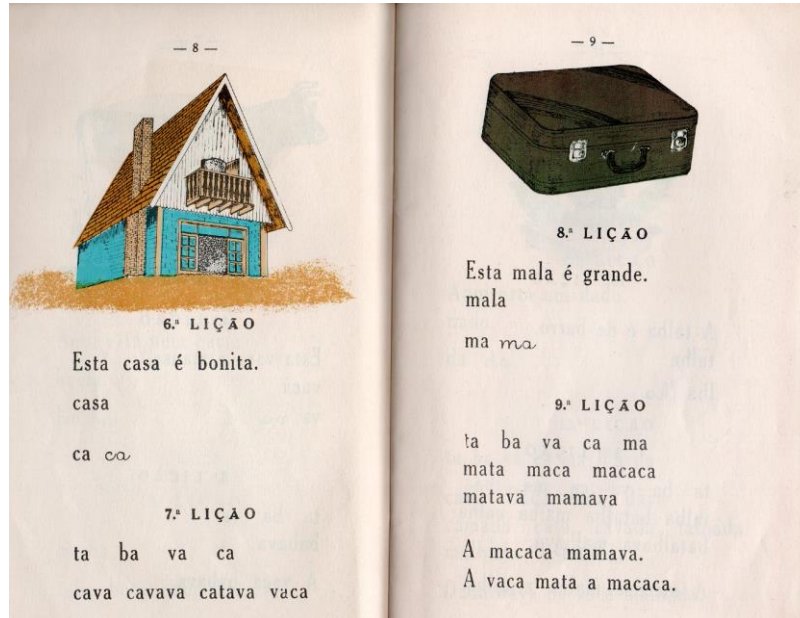 — 8 —
6.ª LIÇÃO
Esta casa é bonita.
casa
ca ca
7.ª LIÇÃO
ta ba va ca
cava cavava catava vaca
— 9 —
8.ª LIÇÃO
Esta mala é grande.
mala
ma ma
9.ª LIÇÃO
ta ba va ca ma
mata maca macaca
matava mamava
A macaca mamava.
A vaca mata a macaca.